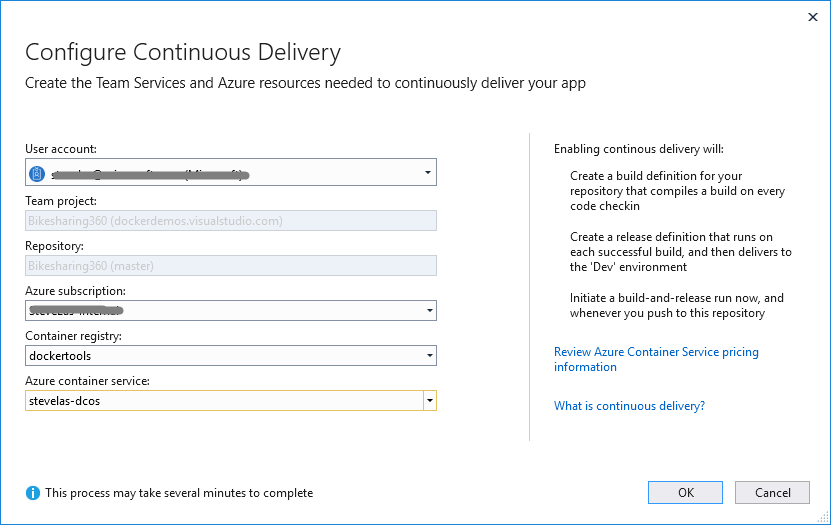 Configure Continuous Delivery
Create the Team Services and Azure resources needed to continuously deliver your app
User account:
Team project:
Bikesharing360 (dockerdemos.visualstudio.com)
Repository:
Bikesharing360 (master)
Azure subscription:
Container registry:
dockertools
Azure container service:
stevelas-dcos
Enabling continous delivery will:
Create a build definition for your
repository that compiles a build on every
code checkin
Create a release definition that runs on
each successful build, and then delivers to
the 'Dev' environment
Initiate a build-and-release run now, and
whenever you push to this repository
Review Azure Container Service pricing
information
What is continuous delivery?
This process may take several minutes to complete
OK
Cancel